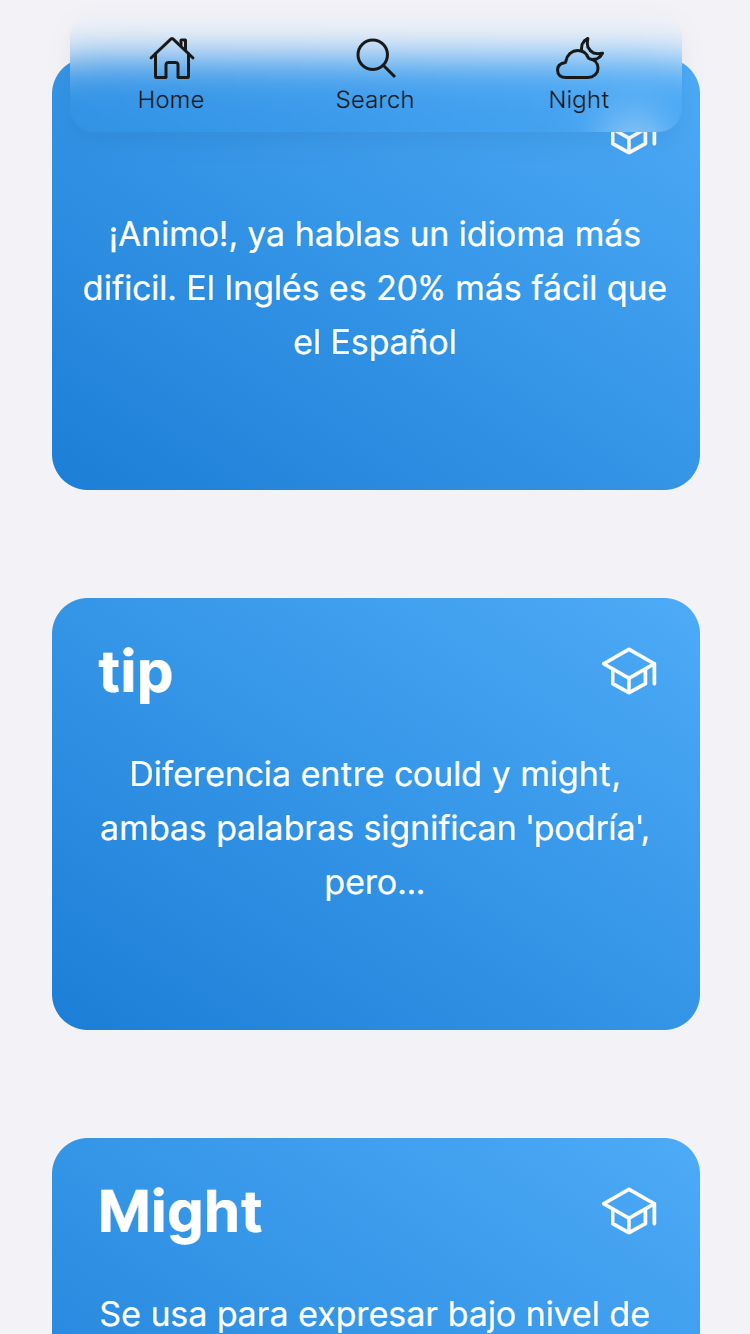 Home
Search
Night
¡Animo!, ya hablas un idioma más
dificil. El Inglés es 20% más fácil que
el Español
tip
Diferencia entre could y might,
ambas palabras significan 'podría',
pero...
Might
Se usa para expresar bajo nivel de